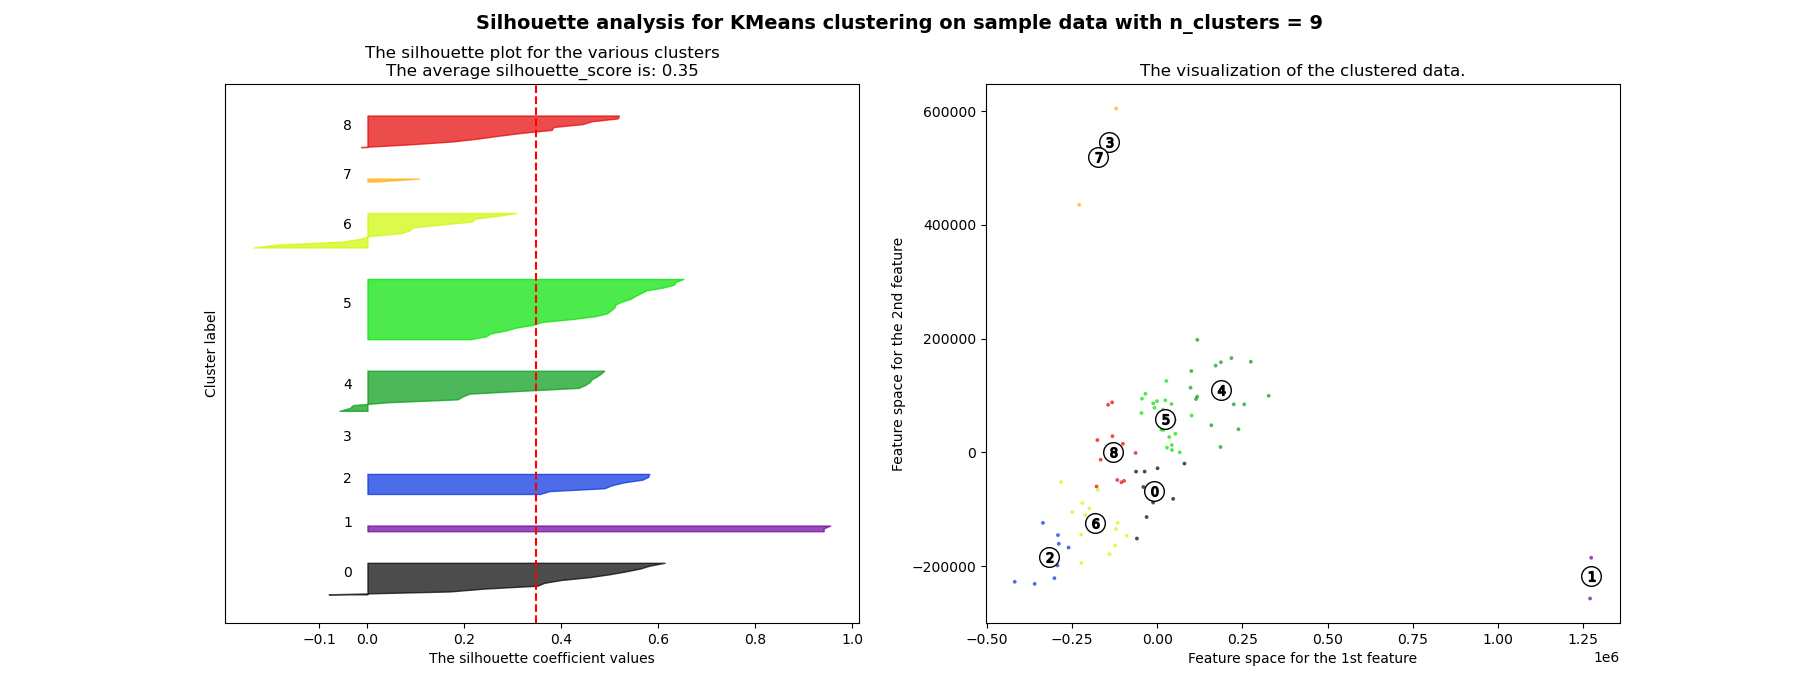 Silhouette analysis for KMeans clustering on sample data with n_clusters = 9
The silhouette plot for the various clusters
The average silhouette_score is: 0.35
8
7
6
5
4
3
2
1
0
Cluster label
−0.1 0.0 0.2 0.4 0.6 0.8 1.0
The silhouette coefficient values
The visualization of the clustered data.
600000
400000
200000
0
−200000
Feature space for the 2nd feature
3
7
4
5
8
0
6
2
1
−0.50 −0.25 0.00 0.25 0.50 0.75 1.00 1.25
1e6
Feature space for the 1st feature